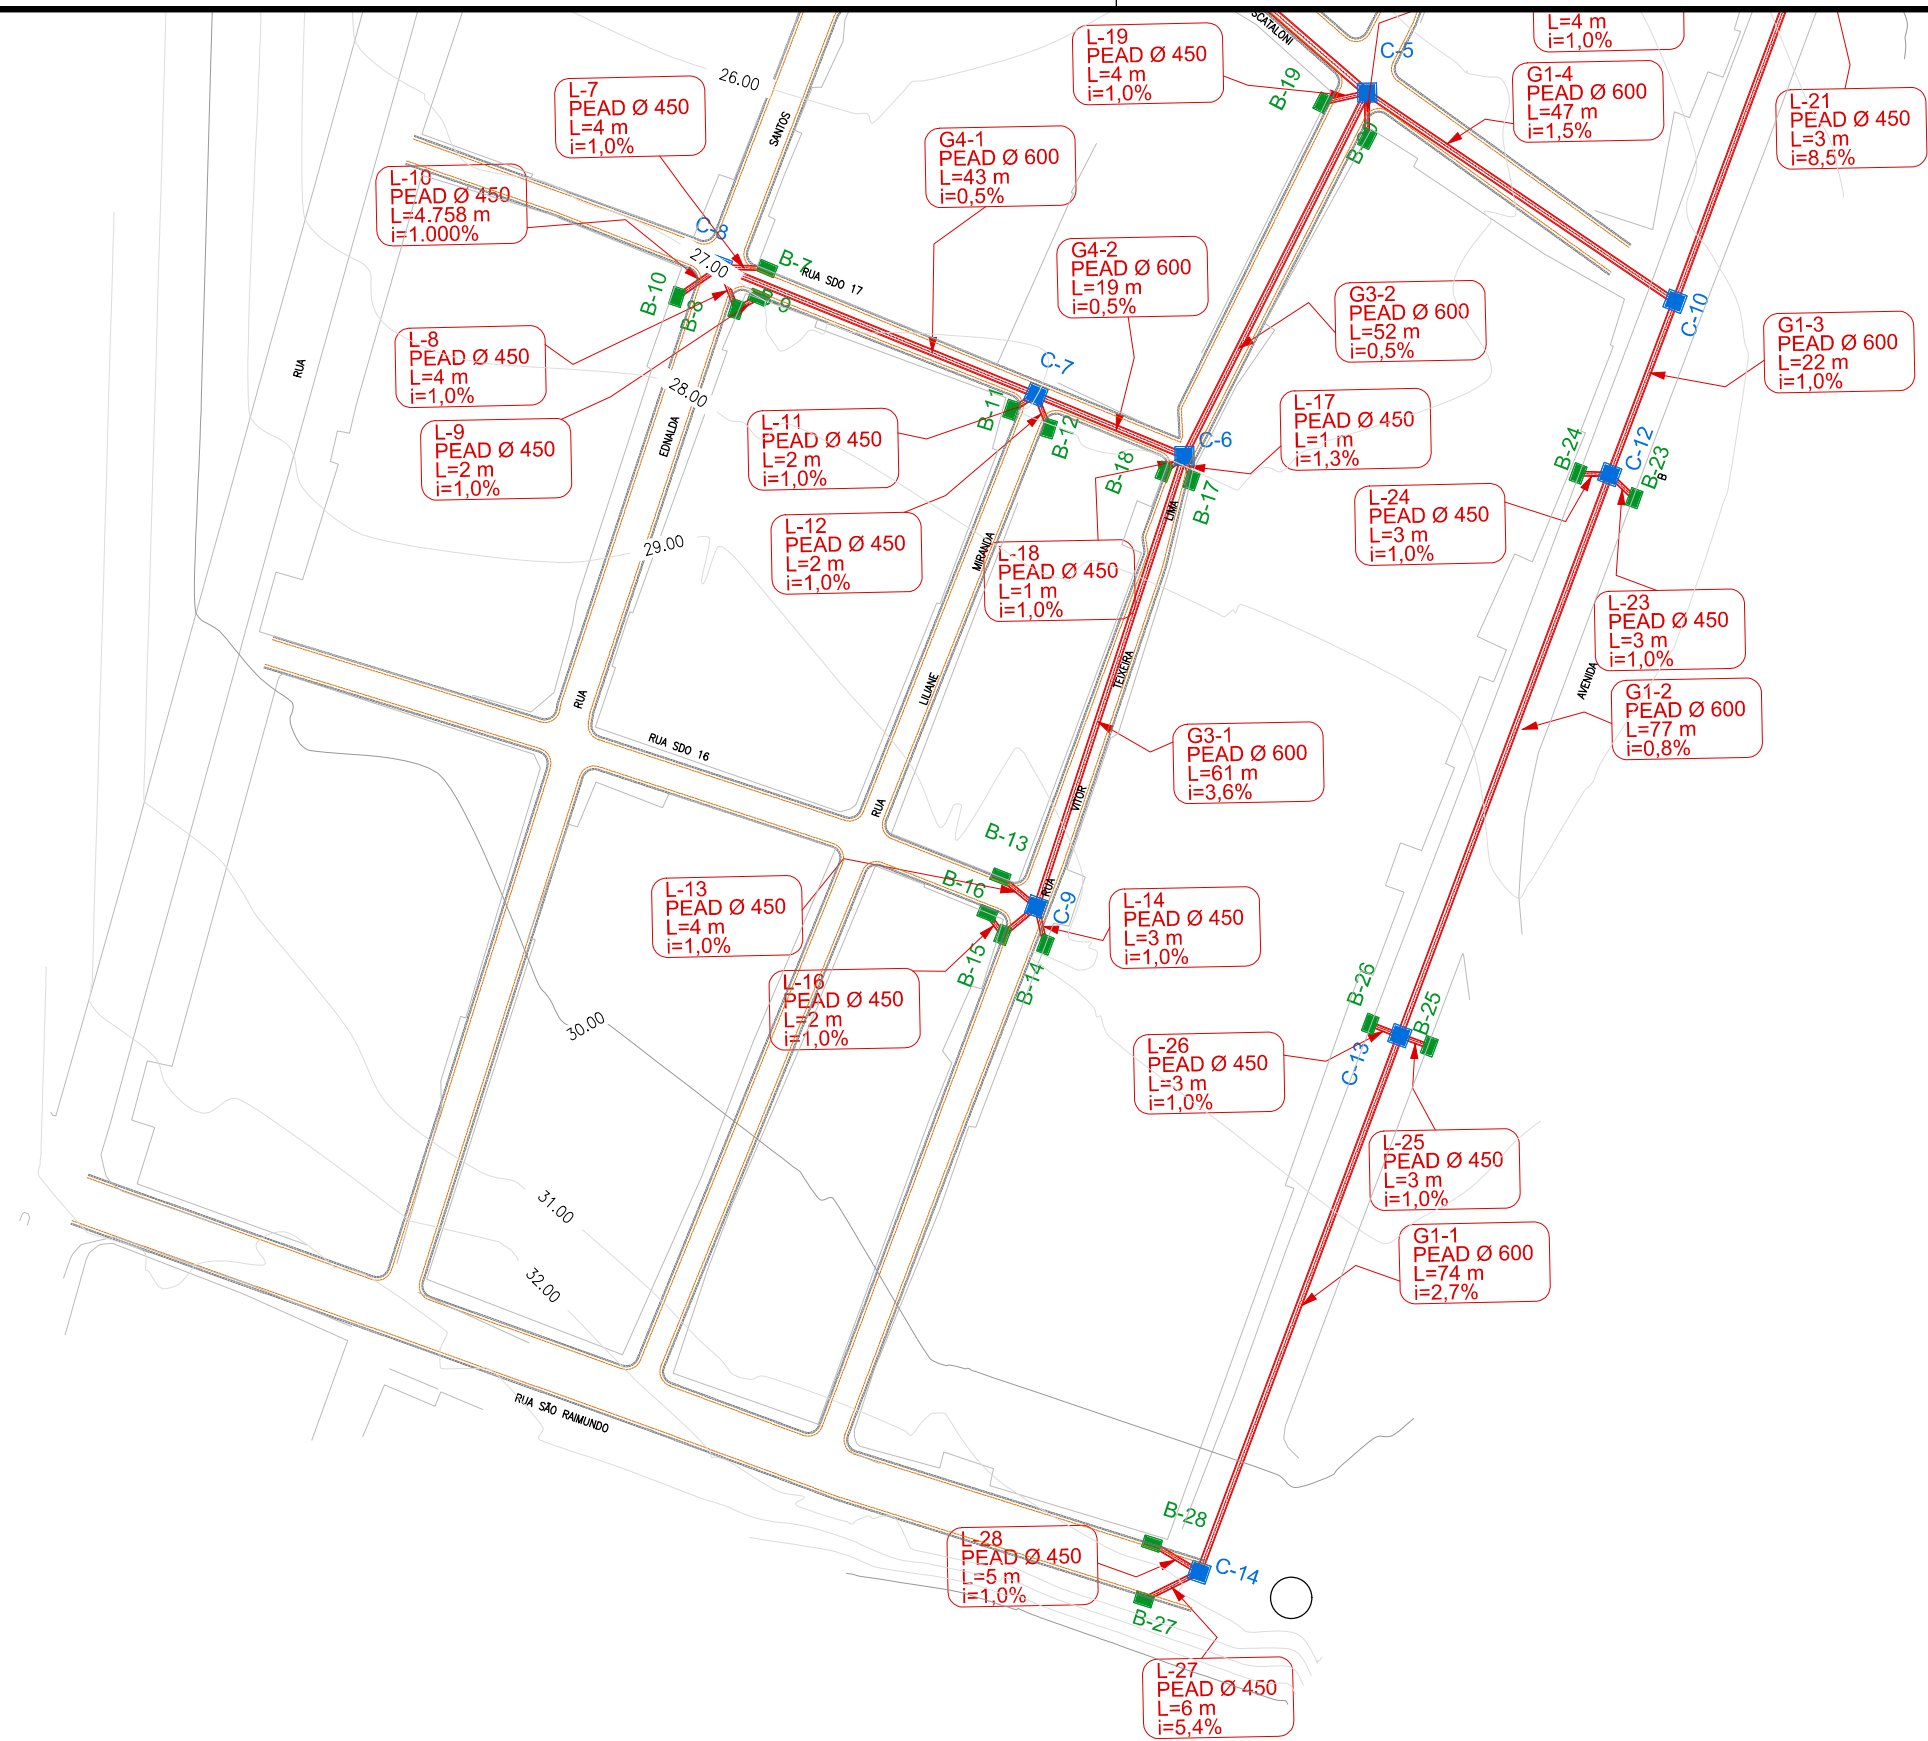 SCATALONI
L=4 m
i=1,0%
C-5
L-19
PEAD Ø 450
L=4 m
i=1,0%
B-19
G1-4
PEAD Ø 600
L=47 m
i=1,5%
L-21
PEAD Ø 450
L=3 m
i=8,5%
26.00
L-7
PEAD Ø 450
L=4 m
i=1,0%
SANTOS
G4-1
PEAD Ø 600
L=43 m
i=0,5%
L-10
PEAD Ø 450
L=4.758 m
i=1.000%
C-8
27.00
B-7
RUA SDO 17
B-10
B-8
B-9
G4-2
PEAD Ø 600
L=19 m
i=0,5%
G3-2
PEAD Ø 600
L=52 m
i=0,5%
C-10
G1-3
PEAD Ø 600
L=22 m
i=1,0%
RUA
L-8
PEAD Ø 450
L=4 m
i=1,0%
28.00
C-7
B-11
B-12
L-17
PEAD Ø 450
L=1 m
i=1,3%
C-6
L-9
PEAD Ø 450
L=2 m
i=1,0%
EDNALDA
L-11
PEAD Ø 450
L=2 m
i=1,0%
B-18
B-17
B-24
C-12
B-23
B
L-24
PEAD Ø 450
L=3 m
i=1,0%
LIMA
L-12
PEAD Ø 450
L=2 m
i=1,0%
29.00
MIRANDA
L-18
PEAD Ø 450
L=1 m
i=1,0%
L-23
PEAD Ø 450
L=3 m
i=1,0%
AVENIDA
G1-2
PEAD Ø 600
L=77 m
i=0,8%
RUA
LILIANE
TEIXEIRA
RUA SDO 16
G3-1
PEAD Ø 600
L=61 m
i=3,6%
RUA
VITOR
B-13
B-16
RUA
C-9
L-13
PEAD Ø 450
L=4 m
i=1,0%
L-14
PEAD Ø 450
L=3 m
i=1,0%
B-15
B-14
L-16
PEAD Ø 450
L=2 m
i=1,0%
30.00
B-26
B-25
C-13
L-26
PEAD Ø 450
L=3 m
i=1,0%
L-25
PEAD Ø 450
L=3 m
i=1,0%
31.00
32.00
G1-1
PEAD Ø 600
L=74 m
i=2,7%
RUA SÃO RAIMUNDO
B-28
L-28
PEAD Ø 450
L=5 m
i=1,0%
C-14
B-27
L-27
PEAD Ø 450
L=6 m
i=5,4%